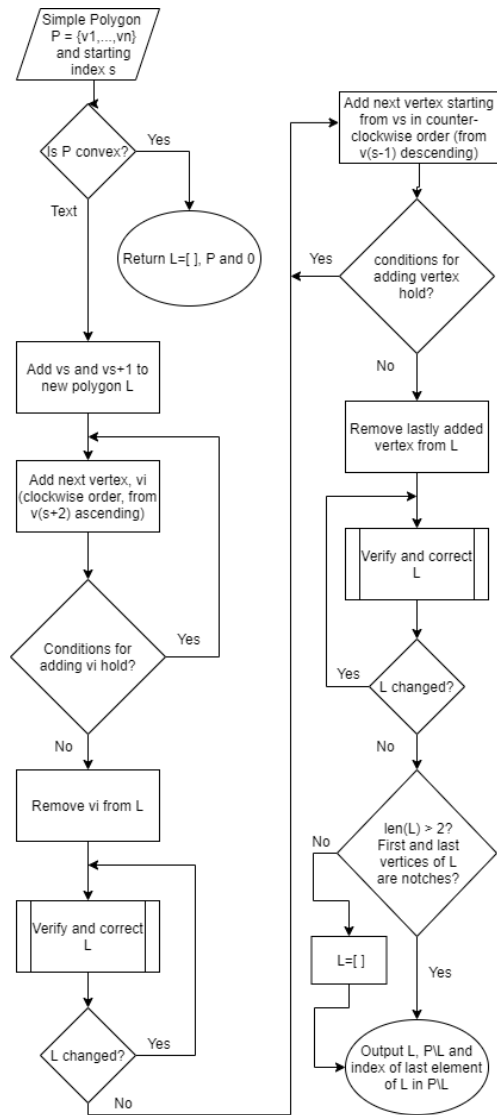 Simple Polygon
P = {v1,...,vn}
and starting
index s
Is P convex?
Yes
Text
Return L=[ ], P and 0
Add vs and vs+1 to
new polygon L
Add next vertex, vi
(clockwise order, from
v(s+2) ascending)
Conditions for
adding vi hold?
Yes
No
Remove vi from L
Verify and correct
L
L changed?
Yes
No
Add next vertex starting
from vs in counter-
clockwise order (from
v(s-1) descending)
Yes
conditions for
adding vertex
hold?
No
Remove lastly added
vertex from L
Verify and correct
L
Yes
L changed?
No
len(L) > 2?
First and last
vertices of L
are notches?
No
L=[ ]
Yes
Output L, P\L and
index of last element
of L in P\L